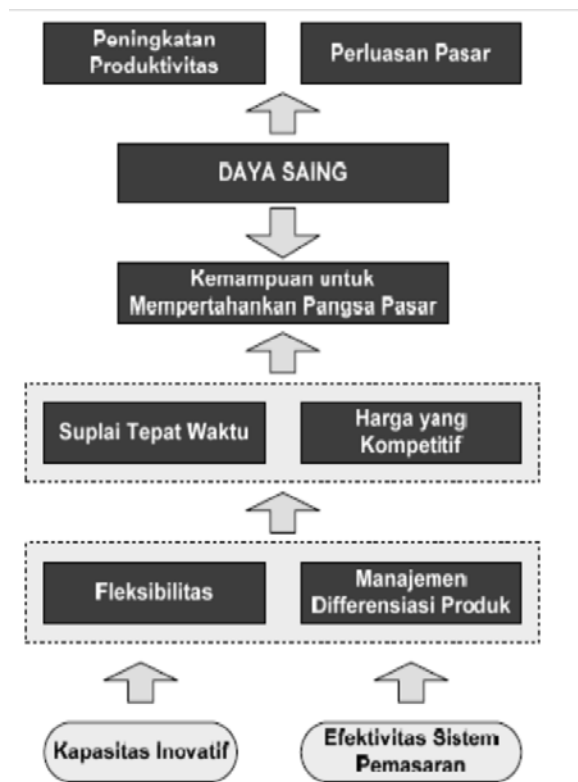 Peningkatan
Produktivitas
Perluasan Pasar
DAYA SAING
Kemampuan untuk
Mempertahankan Pangsa Pasar
Suplai Tepat Waktu
Harga yang
Kompetitif
Fleksibilitas
Manajemen
Differensiasi Produk
Kapasitas Inovatif
Efektivitas Sistem
Pemasaran